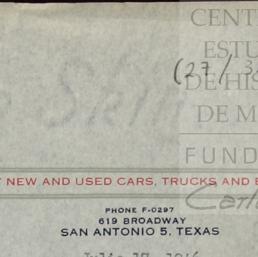 CENT
ESTU
(27/3
DE HIS
DE M
FUND
NEW AND USED CARS, TRUCKS AND
PHONE F-0297
619 BROADWAY
SAN ANTONIO 5, TEXAS